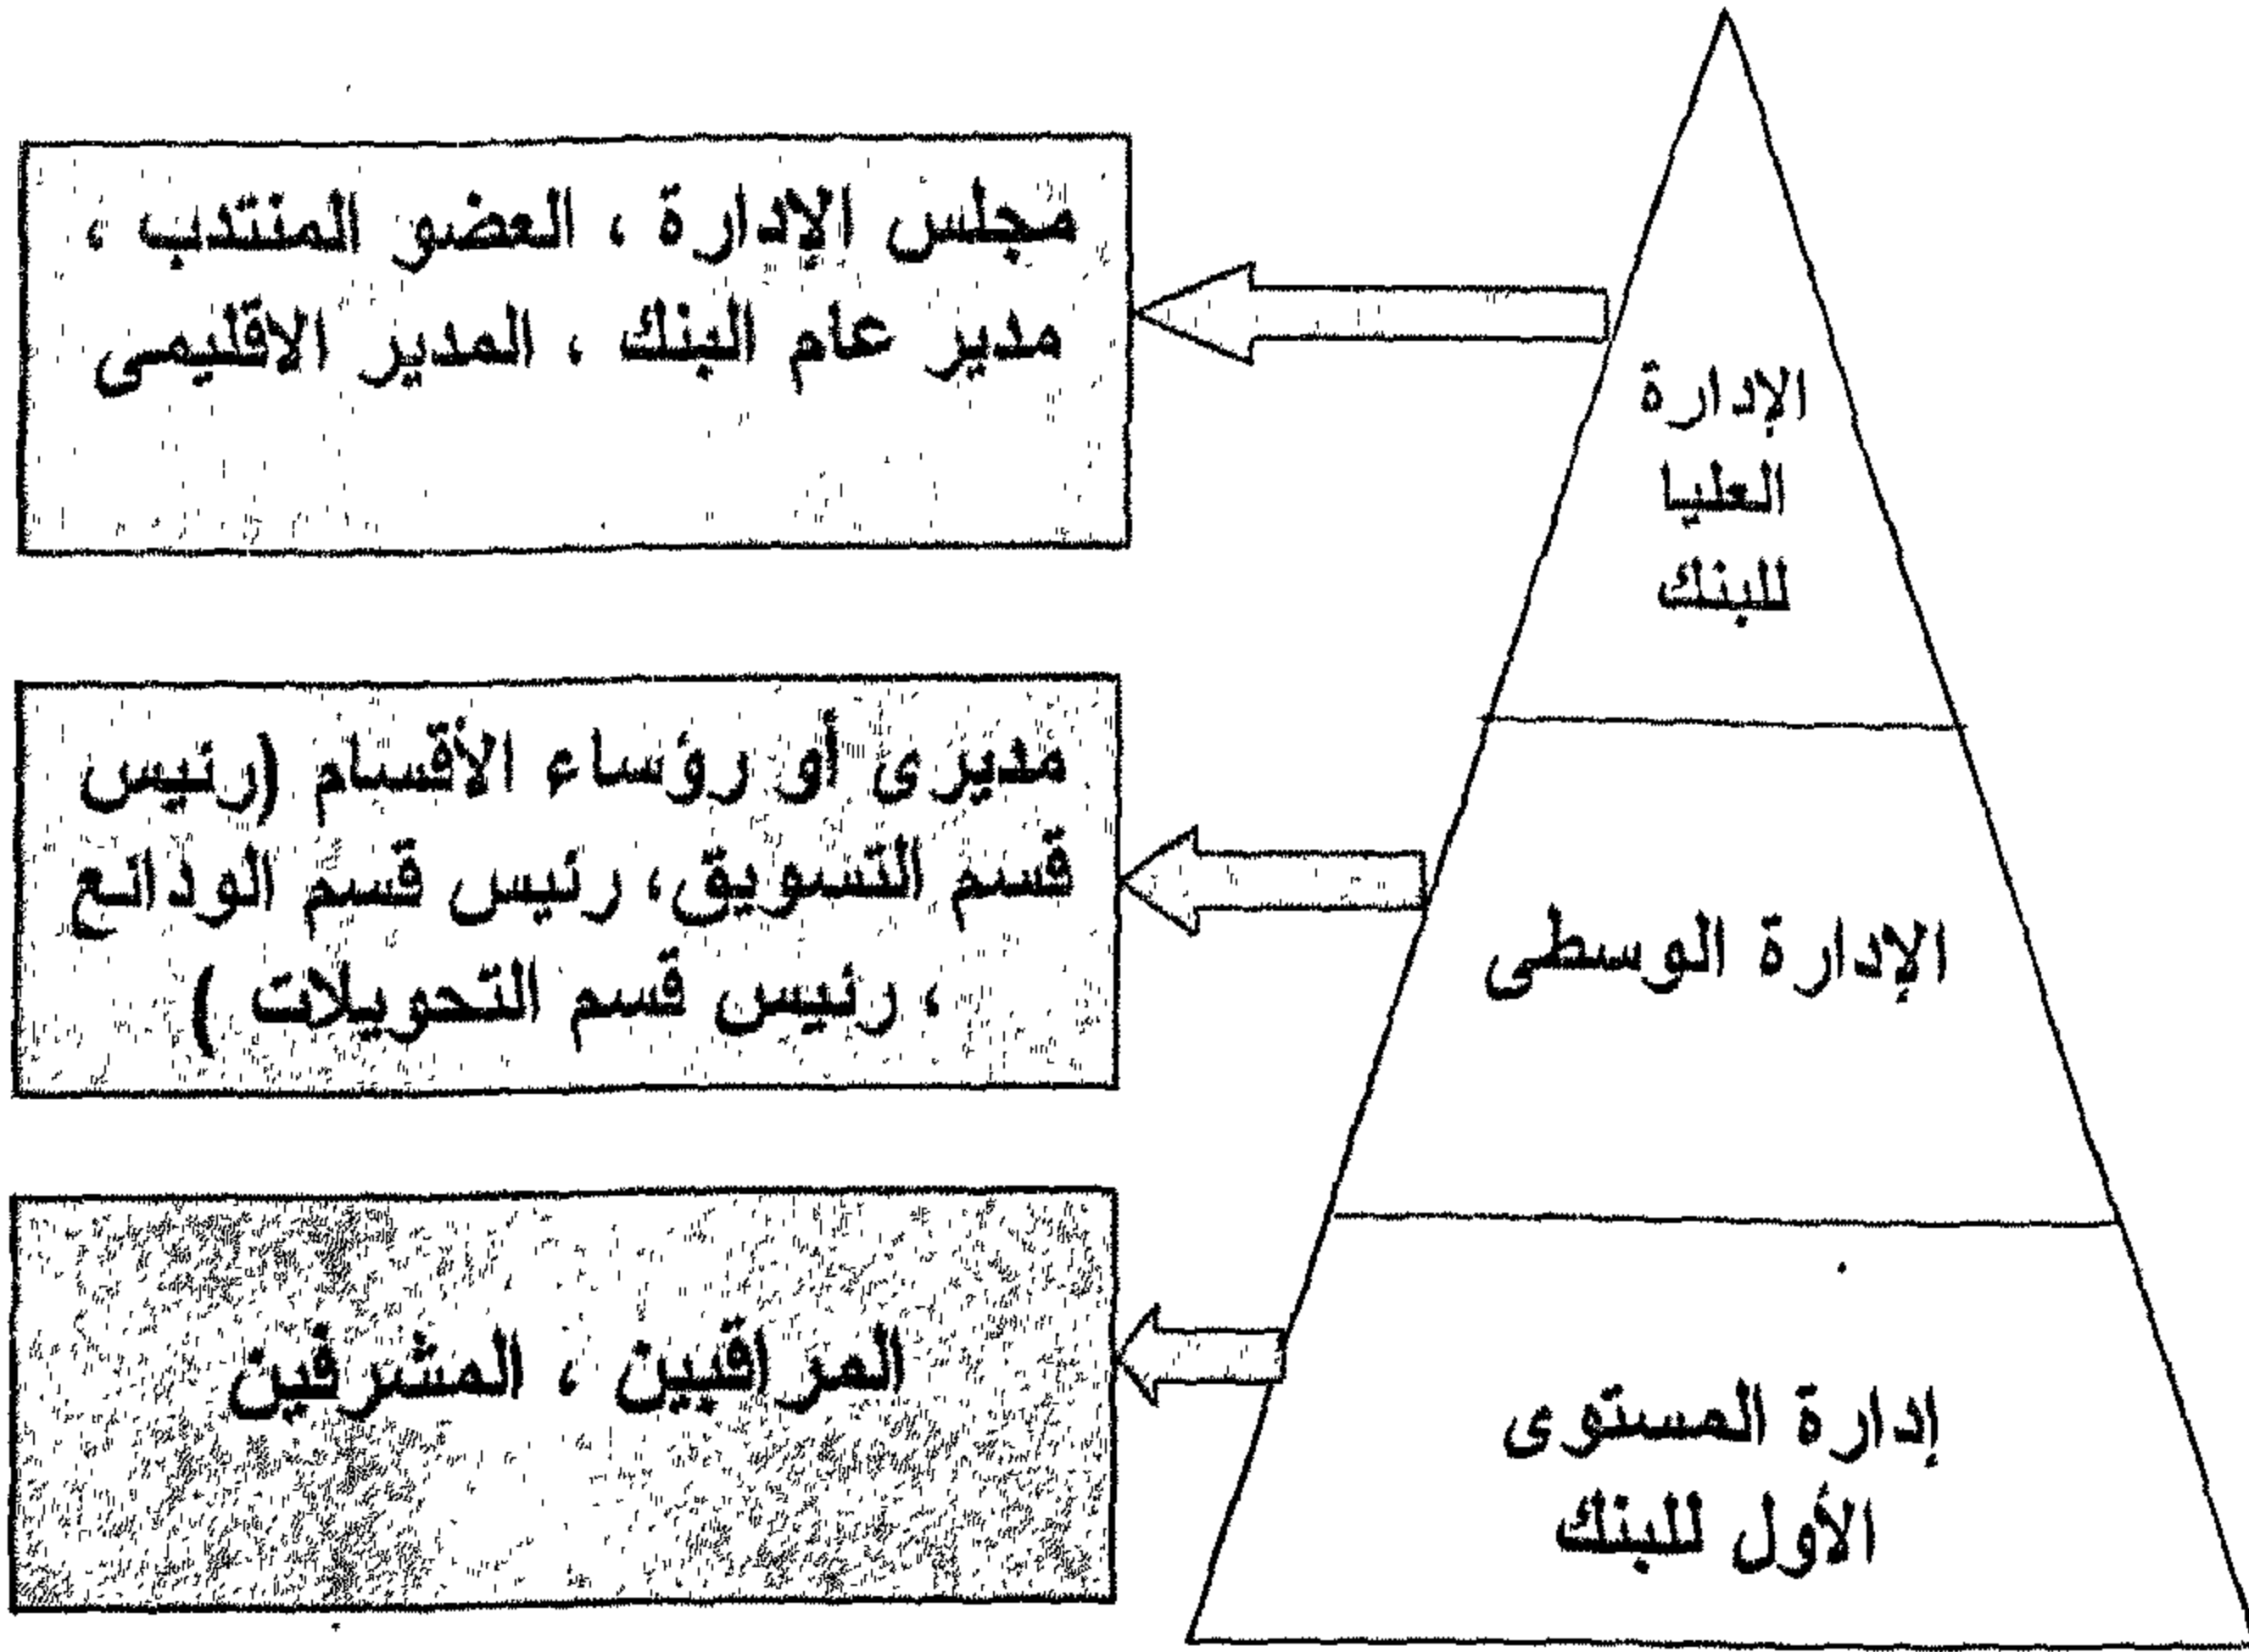 الإدارة
العليا
للبنك
مجلس الإدارة ، العضو المنتدب ،
مدير عام البنك ، المدير الاقليمى
الإدارة الوسطى
مديرى أو رؤساء الأقسام (رئيس
قسم التسويق، رئيس قسم الودائع
، رئيس قسم التحويلات )
إدارة المستوى
الأول للبنك
المراقبين ، المشرفين